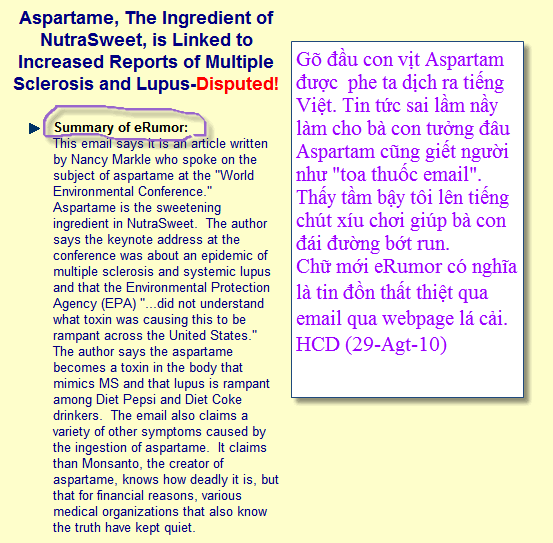 Aspartame, The Ingredient of
NutraSweet, is Linked to
Increased Reports of Multiple
Sclerosis and Lupus-Disputed!
Summary of eRumor:
This email says it is an article written
by Nancy Markle who spoke on the
subject of aspartame at the "World
Environmental Conference."
Aspartame is the sweetening
ingredient in NutraSweet.  The author
says the keynote address at the
conference was about an epidemic of
multiple sclerosis and systemic lupus
and that the Environmental Protection
Agency (EPA) "...did not understand
what toxin was causing this to be
rampant across the United States."
The author says the aspartame
becomes a toxin in the body that
mimics MS and that lupus is rampant
among Diet Pepsi and Diet Coke
drinkers.  The email also claims a
variety of other symptoms caused by
the ingestion of aspartame.  It claims
than Monsanto, the creator of
aspartame, knows how deadly it is, but
that for financial reasons, various
medical organizations that also know
the truth have kept quiet.
Gõ đầu con vịt Aspartam
được  phe ta dịch ra tiếng
Việt. Tin tức sai lầm nầy
làm cho bà con tưởng đâu
Aspartam cũng giết người
như "toa thuốc email".
Thấy tầm bậy tôi lên tiếng
chút xíu chơi giúp bà con
đái đường bớt run.
Chữ mới eRumor có nghĩa
là tin đồn thất thiệt qua
email qua webpage lá cải.
HCD (29-Agt-10)